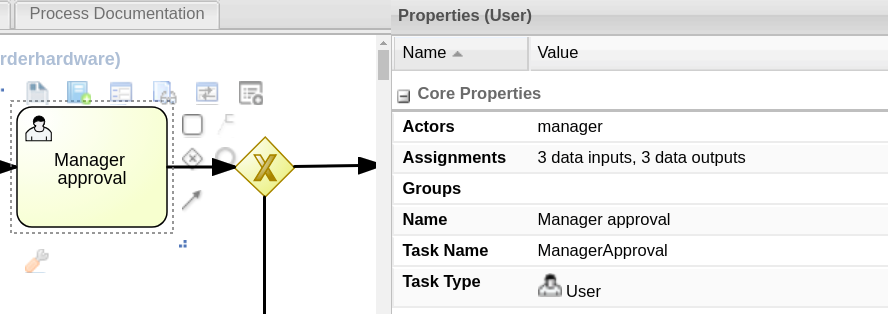 Process Documentation
rderhardware)
Manager
approval
X
Properties (User)
Name Value
Core Properties
Actors manager
Assignments 3 data inputs, 3 data outputs
Groups
Name Manager approval
Task Name ManagerApproval
Task Type User